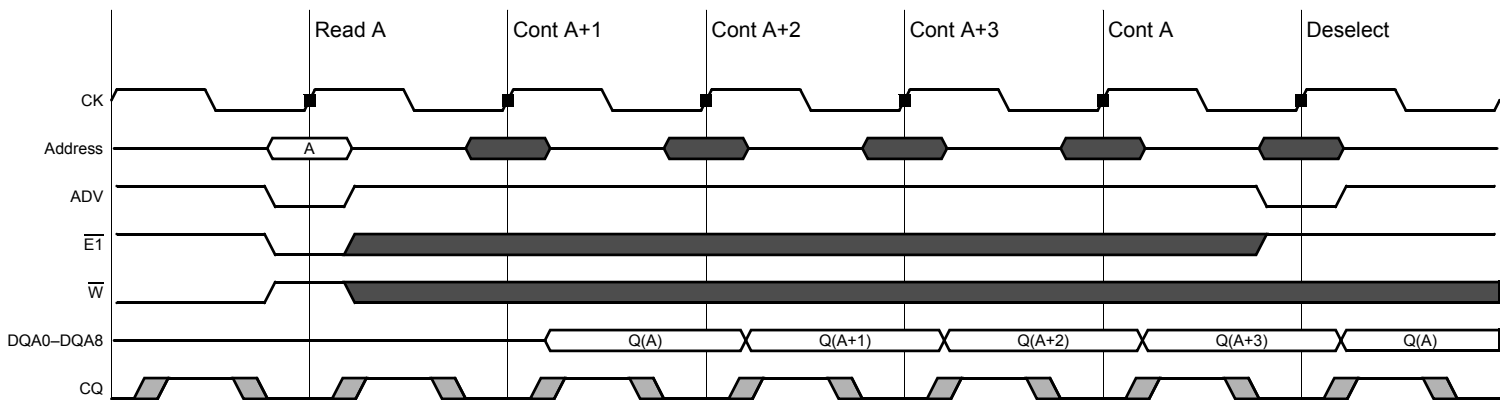 Read A Cont A+1 Cont A+2 Cont A+3 Cont A Deselect
CK
Address A
ADV
E1
W
DQA0–DQA8 Q(A) Q(A+1) Q(A+2) Q(A+3) Q(A)
CQ